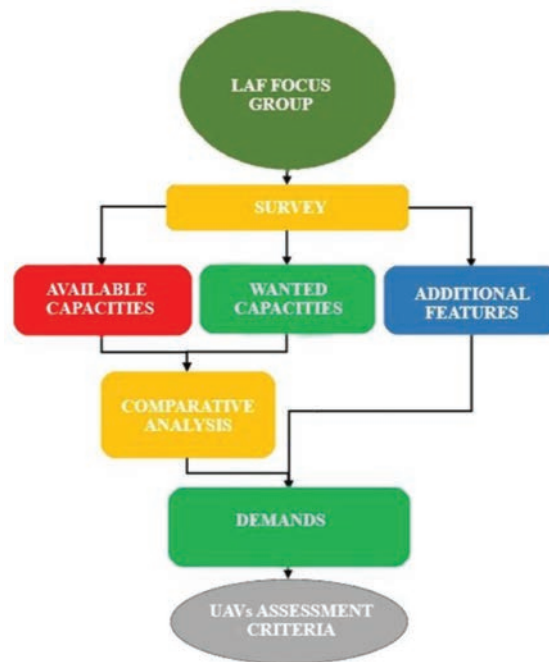 LAF FOCUS
GROUP
SURVEY
AVAILABLE
CAPACITIES
WANTED
CAPACITIES
ADDITIONAL
FEATURES
COMPARATIVE
ANALYSIS
DEMANDS
UAVs ASSESSMENT
CRITERIA